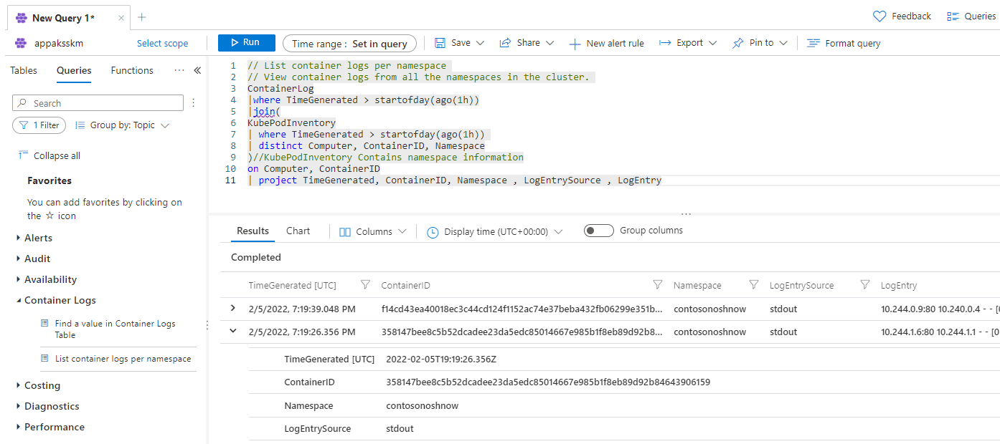 New Query 1*
Feedback
Queries
appaksskm
Select scope
Run
Time range : Set in query
Save
Share
New alert rule
Export
Pin to
Format query
Tables
Queries
Functions
Search
1 Filter
Group by: Topic
Collapse all
Favorites
You can add favorites by clicking on
the ☆ icon
Alerts
Audit
Availability
Container Logs
Find a value in Container Logs
Table
List container logs per namespace
Costing
Diagnostics
Performance
1 // List container logs per namespace
2 // View container logs from all the namespaces in the cluster.
3 ContainerLog
4 |where TimeGenerated > startofday(ago(1h))
5 |join(
6 KubePodInventory
7 | where TimeGenerated > startofday(ago(1h))
8 | distinct Computer, ContainerID, Namespace
9 )//KubePodInventory Contains namespace information
10 on Computer, ContainerID
11 | project TimeGenerated, ContainerID, Namespace , LogEntrySource , LogEntry
Results
Chart
Columns
Display time (UTC+00:00)
Group columns
Completed
TimeGenerated [UTC] ContainerID Namespace LogEntrySource LogEntry
2/5/2022, 7:19:39.048 PM f14cd43ea40018ec3c44cd124f1152ac74e37beba432fb06299e351b... contosonoshnow stdout 10.244.0.9:80 10.240.0.4 - - [0
2/5/2022, 7:19:26.356 PM 358147bee8c5b52dcadee23da5edc85014667e985b1f8eb89d92b8... contosonoshnow stdout 10.244.1.6:80 10.244.1.1 - - [0
TimeGenerated [UTC] 2022-02-05T19:19:26.356Z
ContainerID 358147bee8c5b52dcadee23da5edc85014667e985b1f8eb89d92b84643906159
Namespace contosonoshnow
LogEntrySource stdout